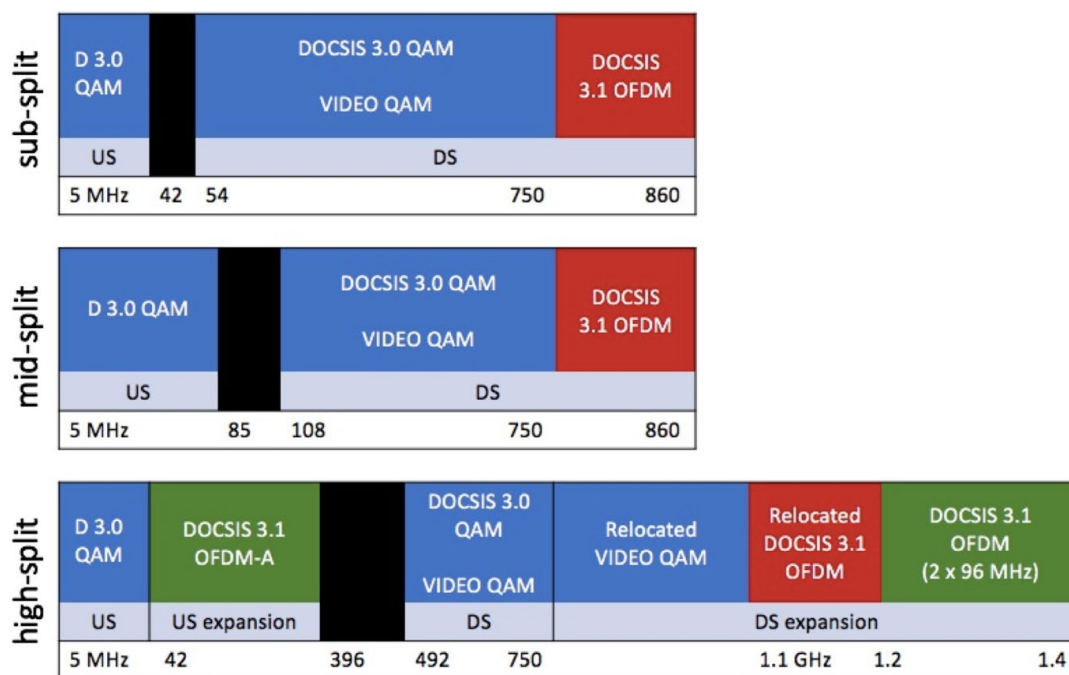 sub-split
D 3.0
QAM
DOCSIS 3.0 QAM
VIDEO QAM
DOCSIS
3.1 OFDM
US
DS
5 MHz 42 54 750 860
mid-split
D 3.0 QAM
DOCSIS 3.0 QAM
VIDEO QAM
DOCSIS
3.1 OFDM
US
DS
5 MHz 85 108 750 860
high-split
D 3.0
QAM
DOCSIS 3.1
OFDM-A
DOCSIS 3.0
QAM
VIDEO QAM
Relocated
VIDEO QAM
Relocated
DOCSIS 3.1
OFDM
DOCSIS 3.1
OFDM
(2 x 96 MHz)
US
US expansion
DS
DS expansion
5 MHz 42 396 492 750 1.1 GHz 1.2 1.4